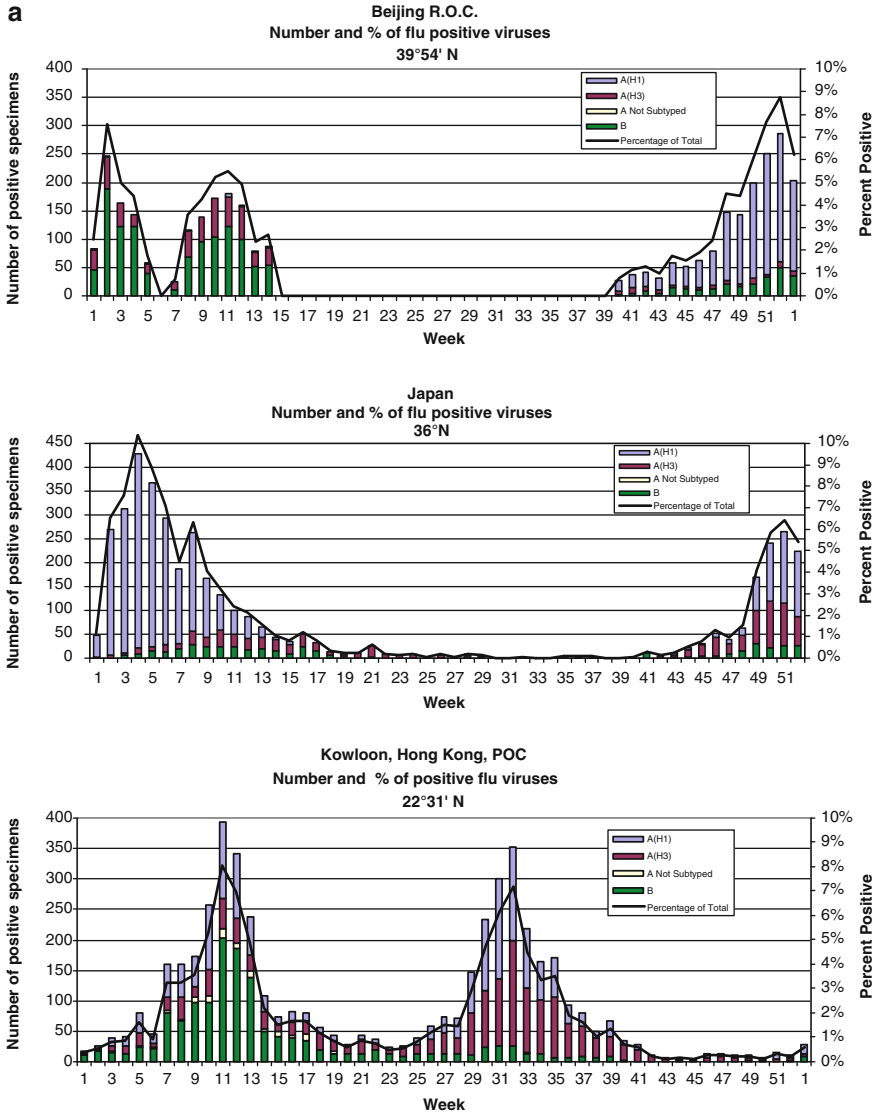 a
Beijing R.O.C.
Number and % of flu positive viruses
39°54' N
Number of positive specimens
400
350
300
250
200
150
100
50
0
A(H1)
A(H3)
A Not Subtyped
B
Percentage of Total
10%
9%
8%
7%
6%
5%
4%
3%
2%
1%
0%
Percent Positive
1 3 5 7 9 11 13 15 17 19 21 23 25 27 29 31 33 35 37 39 41 43 45 47 49 51 1
Week
Japan
Number and % of flu positive viruses
36°N
Number of positive specimens
450
400
350
300
250
200
150
100
50
0
A(H1)
A(H3)
A Not Subtyped
B
Percentage of Total
10%
9%
8%
7%
6%
5%
4%
3%
2%
1%
0%
Percent Positive
1 3 5 7 9 11 13 15 17 19 21 23 25 27 29 31 33 35 37 39 41 43 45 47 49 51
Week
Kowloon, Hong Kong, POC
Number and % of positive flu viruses
22°31' N
Number of positive specimens
400
350
300
250
200
150
100
50
0
A(H1)
A(H3)
A Not Subtyped
B
Percentage of Total
10%
9%
8%
7%
6%
5%
4%
3%
2%
1%
0%
Percent Positive
1 3 5 7 9 11 13 15 17 19 21 23 25 27 29 31 33 35 37 39 41 43 45 47 49 51 1
Week